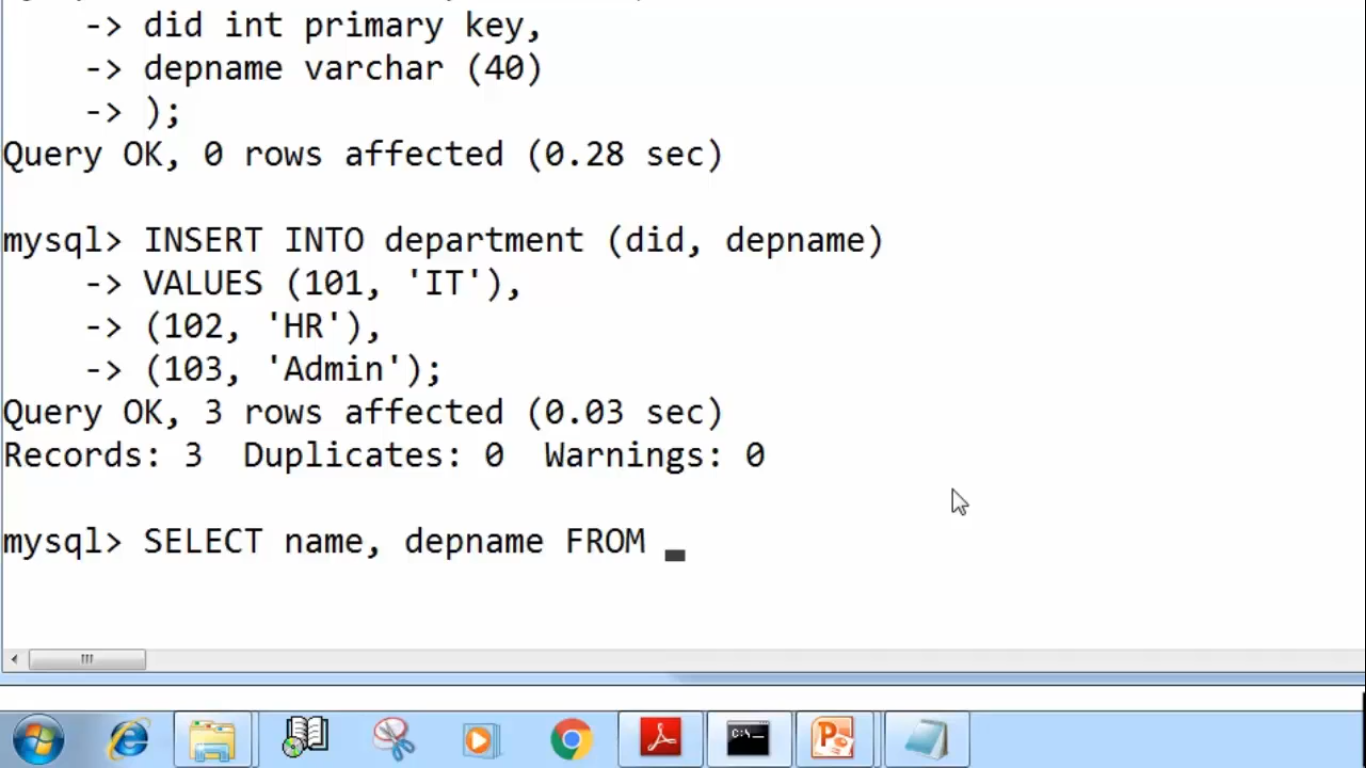 -> did int primary key,
-> depname varchar (40)
-> );
Query OK, 0 rows affected (0.28 sec)
mysql> INSERT INTO department (did, depname)
-> VALUES (101, 'IT'),
-> (102, 'HR'),
-> (103, 'Admin');
Query OK, 3 rows affected (0.03 sec)
Records: 3  Duplicates: 0  Warnings: 0
mysql> SELECT name, depname FROM _
C:\_